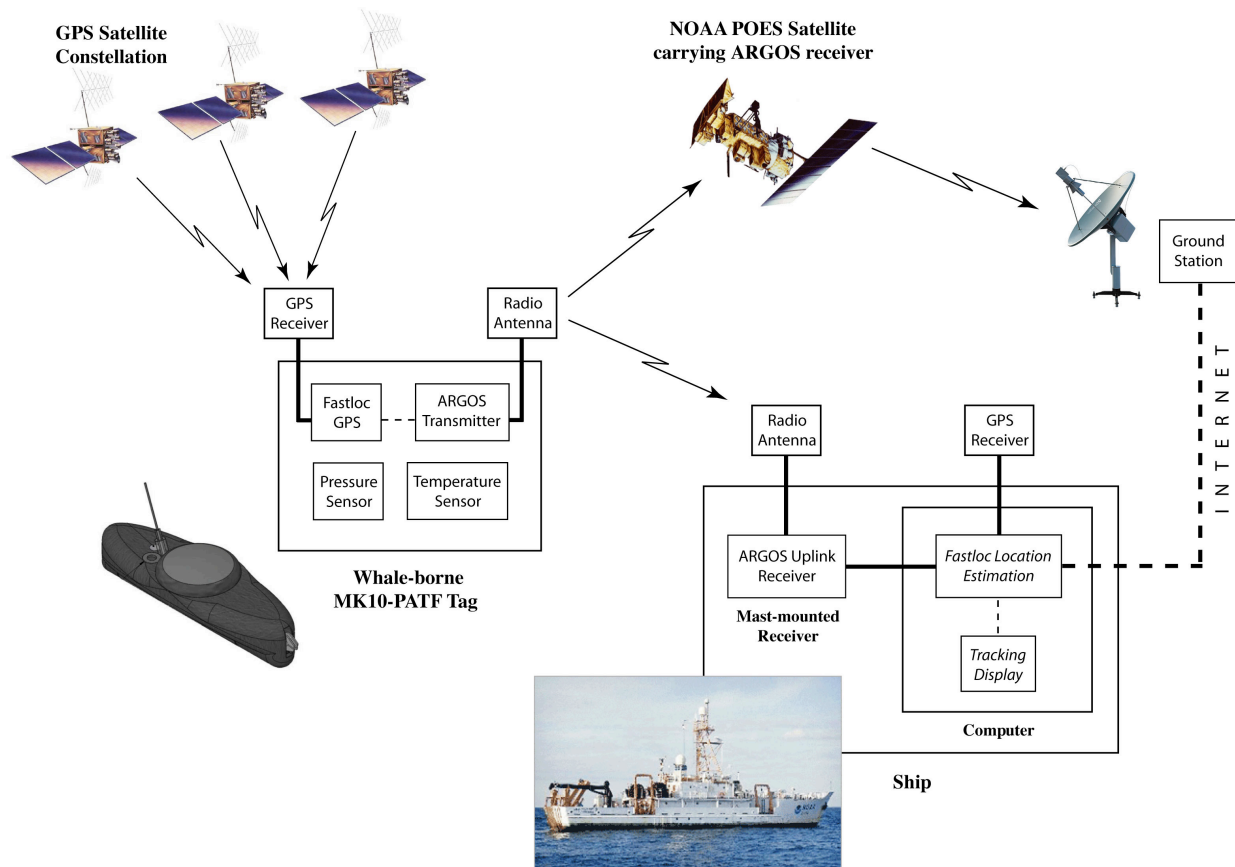 GPS Satellite
Constellation
NOAA POES Satellite
carrying ARGOS receiver
Ground
Station
GPS
Receiver
Radio
Antenna
Fastloc
GPS
ARGOS
Transmitter
Pressure
Sensor
Temperature
Sensor
Whale-borne
MK10-PATF Tag
INTERNET
Radio
Antenna
GPS
Receiver
ARGOS Uplink
Receiver
Fastloc Location
Estimation
Mast-mounted
Receiver
Tracking
Display
Computer
Ship
NOAA